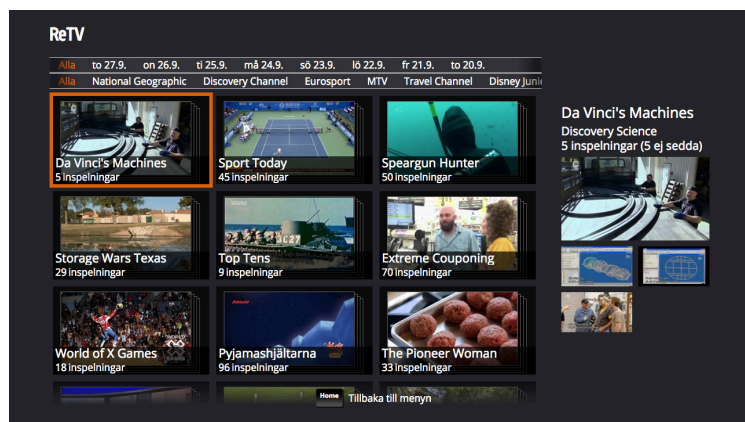 ReTV
Alla to 27.9. on 26.9. ti 25.9. må 24.9. sö 23.9. lö 22.9. fr 21.9. to 20.9.
Alla National Geographic Discovery Channel Eurosport MTV Travel Channel Disney Junio
Da Vinci's Machines
5 inspelningar
Sport Today
45 inspelningar
Speargun Hunter
50 inspelningar
Storage Wars Texas
29 inspelningar
Top Tens
9 inspelningar
Extreme Couponing
70 inspelningar
World of X Games
18 inspelningar
Pyjamashjältarna
96 inspelningar
The Pioneer Woman
33 inspelningar
Da Vinci's Machines
Discovery Science
5 inspelningar (5 ej sedda)
Home Tillbaka till menyn